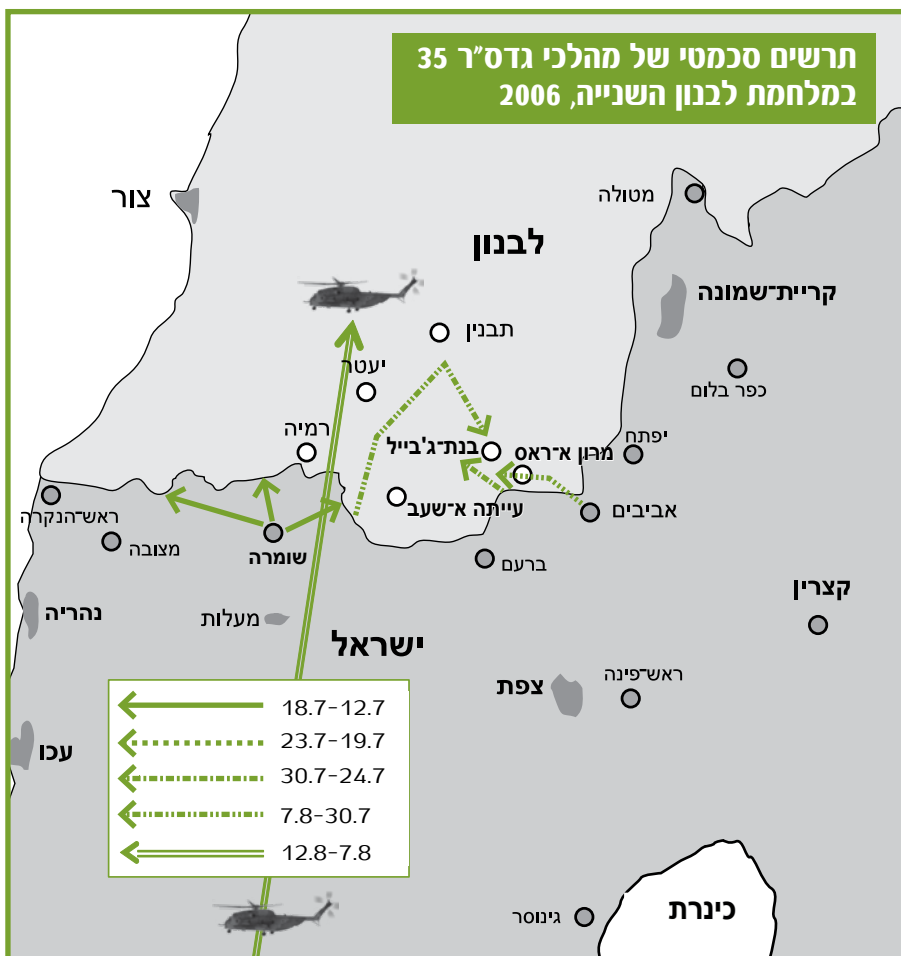 תרשים סכמטי של מהלכי גדס"ר 35
במלחמת לבנון השנייה, 2006
מטולה
צור
לבנון
קריית־שמונה
תבנין
יעטר
כפר בלום
רמיה
יפתח
בנת־ג'בייל
מרון א־ראס
ראש־הנקרה
עייתה א־שעב
אביבים
מצובה
שומרה
ברעם
קצרין
נהריה
מעלות
ישראל
ראש־פינה
צפת
עכו
18.7-12.7
23.7-19.7
30.7-24.7
7.8-30.7
12.8-7.8
כינרת
גינוסר